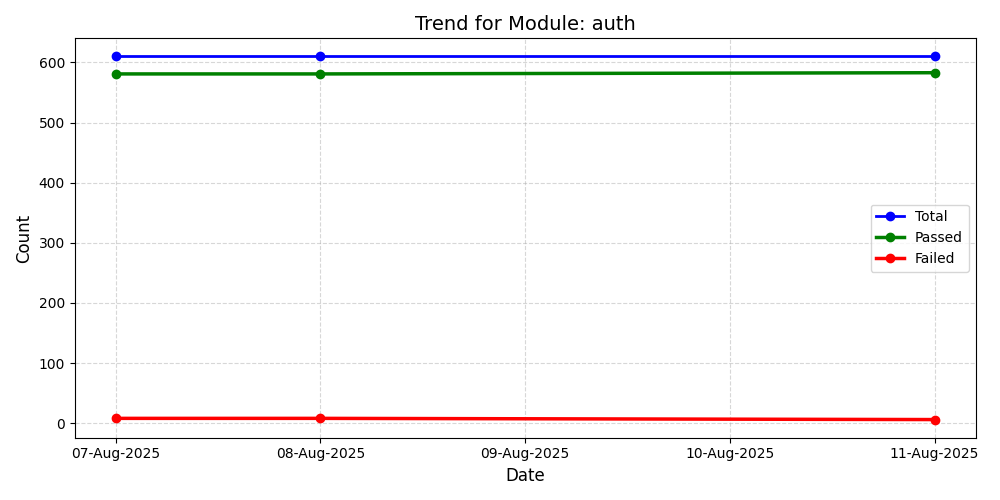 Trend for Module: auth
600
500
400
300
200
100
0
Count
Total
Passed
Failed
07-Aug-2025 08-Aug-2025 09-Aug-2025 10-Aug-2025 11-Aug-2025
Date